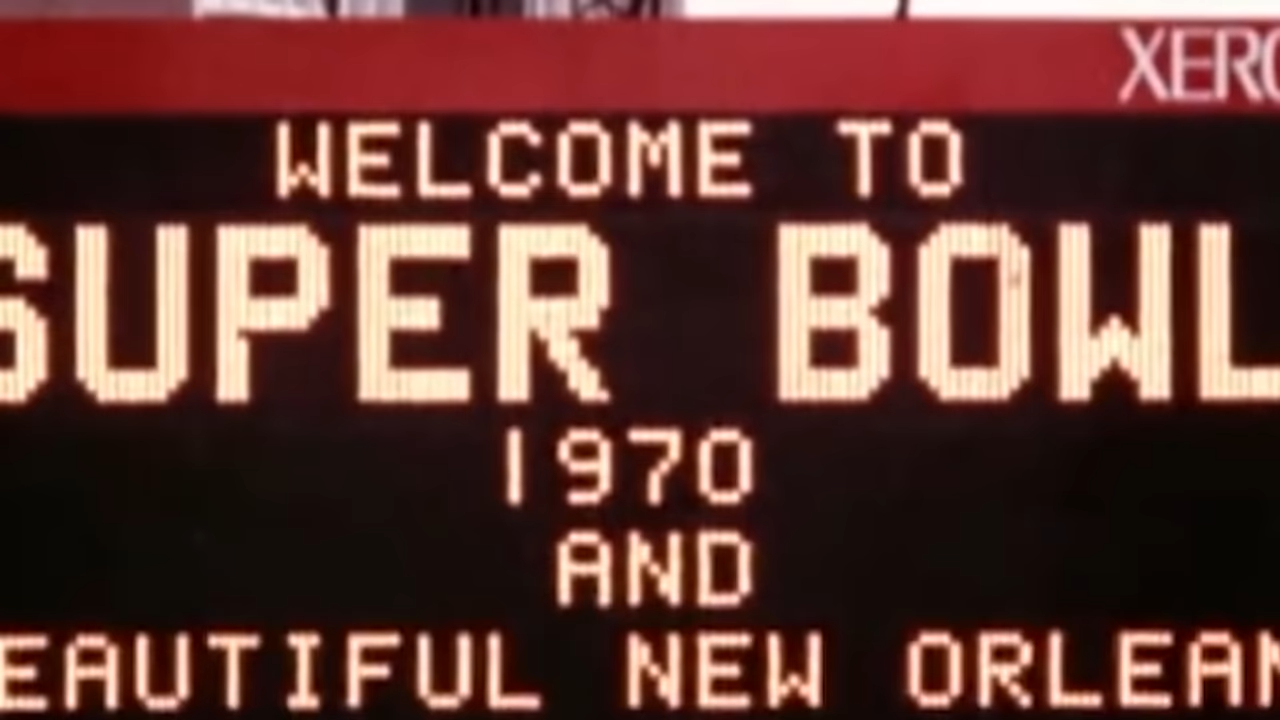 XERO
WELCOME TO
SUPER BOWL
1970
AND
EAUTIFUL NEW ORLEAN